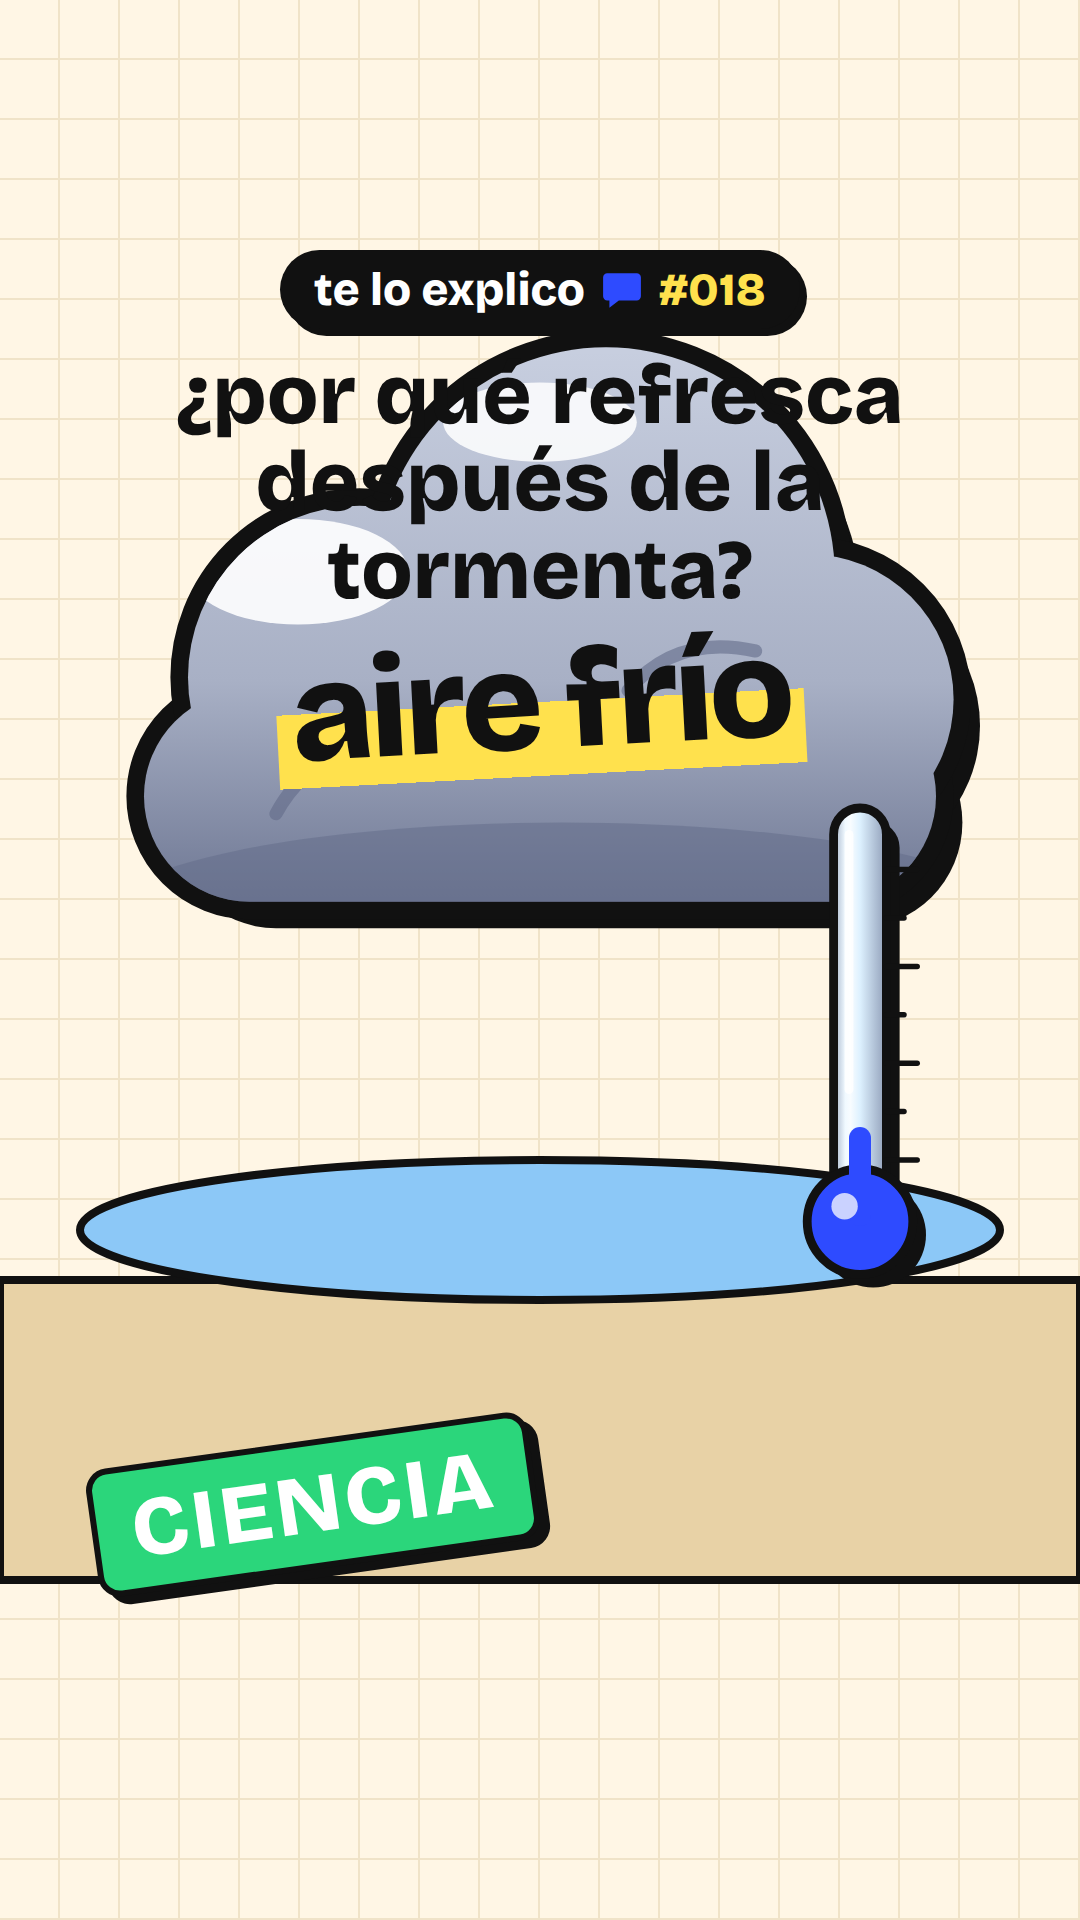 te lo explico #018
¿por qué refresca
después de la
tormenta?
aire frío
CIENCIA